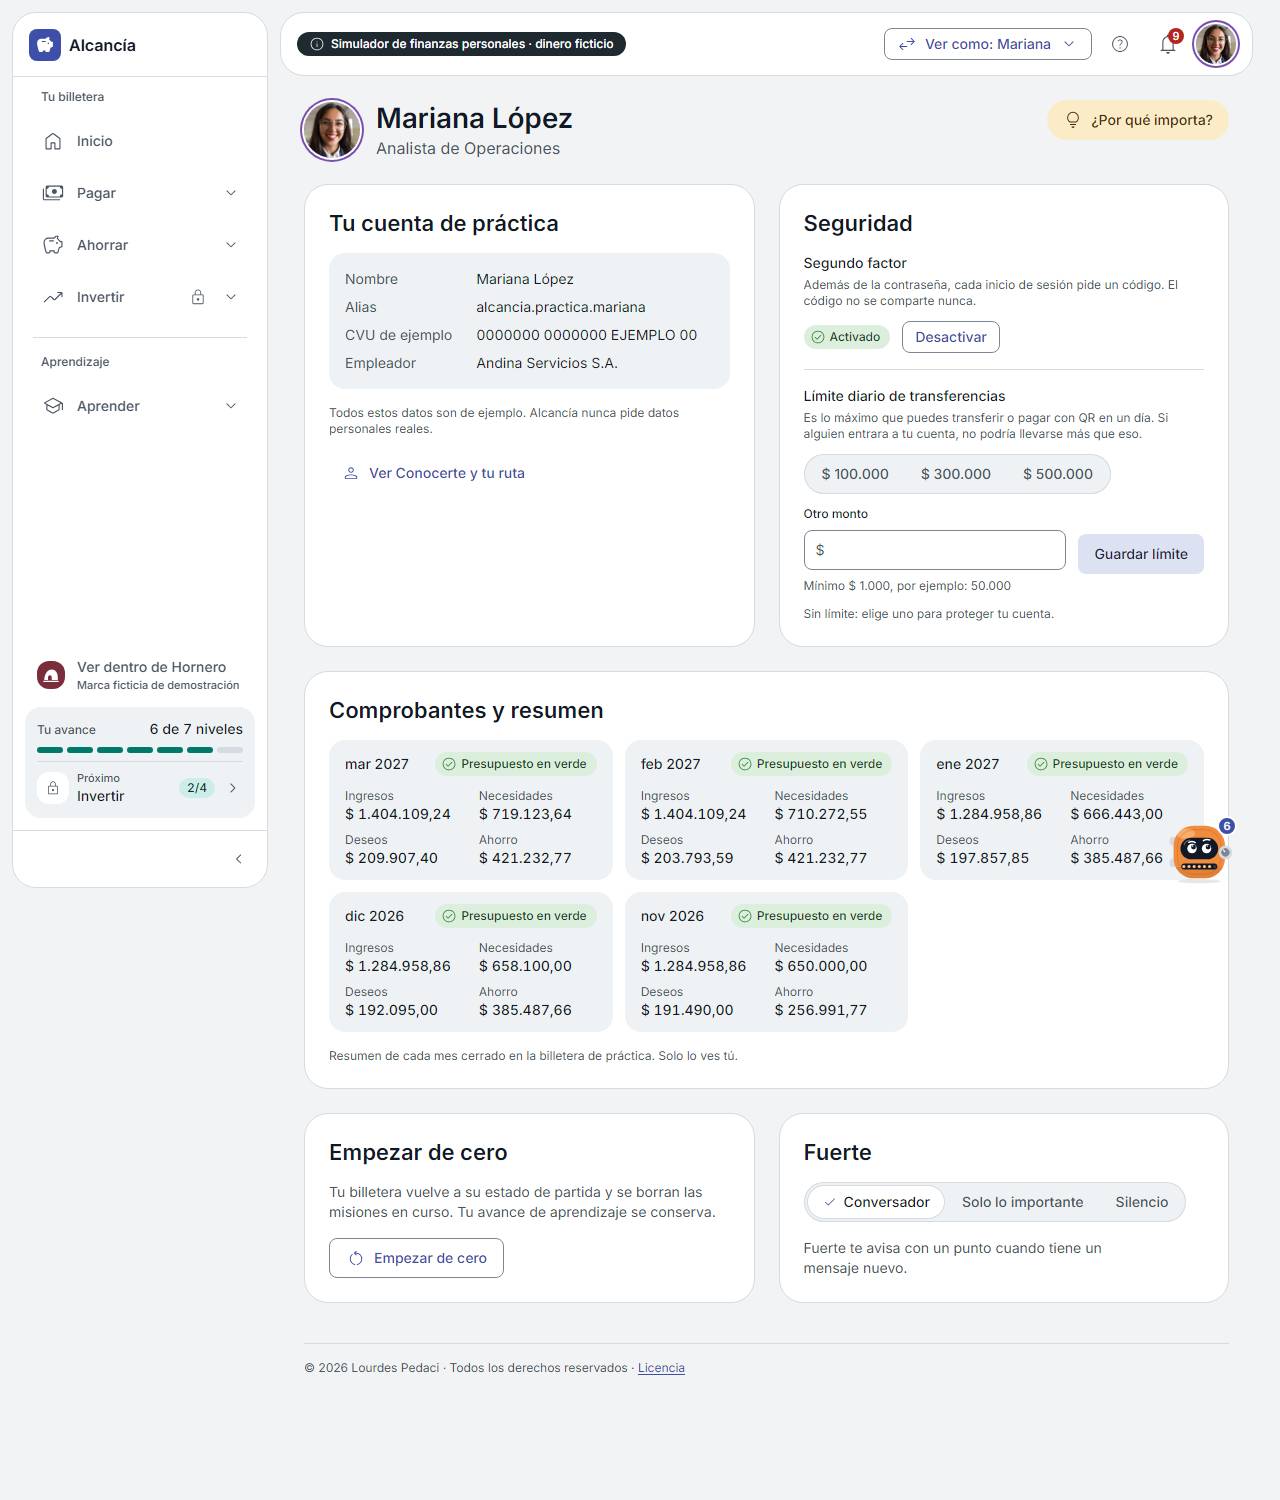 Alcancía
Simulador de finanzas personales · dinero ficticio
Ver como: Mariana
9
Tu billetera
Inicio
Pagar
Ahorrar
Invertir
Aprendizaje
Aprender
Ver dentro de Hornero
Marca ficticia de demostración
Tu avance
6 de 7 niveles
Próximo
Invertir
2/4
Mariana López
Analista de Operaciones
¿Por qué importa?
Tu cuenta de práctica
Nombre Mariana López
Alias alcancia.practica.mariana
CVU de ejemplo 0000000 0000000 EJEMPLO 00
Empleador Andina Servicios S.A.
Todos estos datos son de ejemplo. Alcancía nunca pide datos
personales reales.
Ver Conocerte y tu ruta
Seguridad
Segundo factor
Además de la contraseña, cada inicio de sesión pide un código. El
código no se comparte nunca.
Activado
Desactivar
Límite diario de transferencias
Es lo máximo que puedes transferir o pagar con QR en un día. Si
alguien entrara a tu cuenta, no podría llevarse más que eso.
$ 100.000 $ 300.000 $ 500.000
Otro monto
$
Guardar límite
Mínimo $ 1.000, por ejemplo: 50.000
Sin límite: elige uno para proteger tu cuenta.
Comprobantes y resumen
mar 2027 Presupuesto en verde
Ingresos Necesidades
$ 1.404.109,24 $ 719.123,64
Deseos Ahorro
$ 209.907,40 $ 421.232,77
feb 2027 Presupuesto en verde
Ingresos Necesidades
$ 1.404.109,24 $ 710.272,55
Deseos Ahorro
$ 203.793,59 $ 421.232,77
ene 2027 Presupuesto en verde
Ingresos Necesidades
$ 1.284.958,86 $ 666.443,00
Deseos Ahorro
$ 197.857,85 $ 385.487,66
6
dic 2026 Presupuesto en verde
Ingresos Necesidades
$ 1.284.958,86 $ 658.100,00
Deseos Ahorro
$ 192.095,00 $ 385.487,66
nov 2026 Presupuesto en verde
Ingresos Necesidades
$ 1.284.958,86 $ 650.000,00
Deseos Ahorro
$ 191.490,00 $ 256.991,77
Resumen de cada mes cerrado en la billetera de práctica. Solo lo ves tú.
Empezar de cero
Tu billetera vuelve a su estado de partida y se borran las
misiones en curso. Tu avance de aprendizaje se conserva.
Empezar de cero
Fuerte
Conversador Solo lo importante Silencio
Fuerte te avisa con un punto cuando tiene un
mensaje nuevo.
© 2026 Lourdes Pedaci · Todos los derechos reservados · Licencia